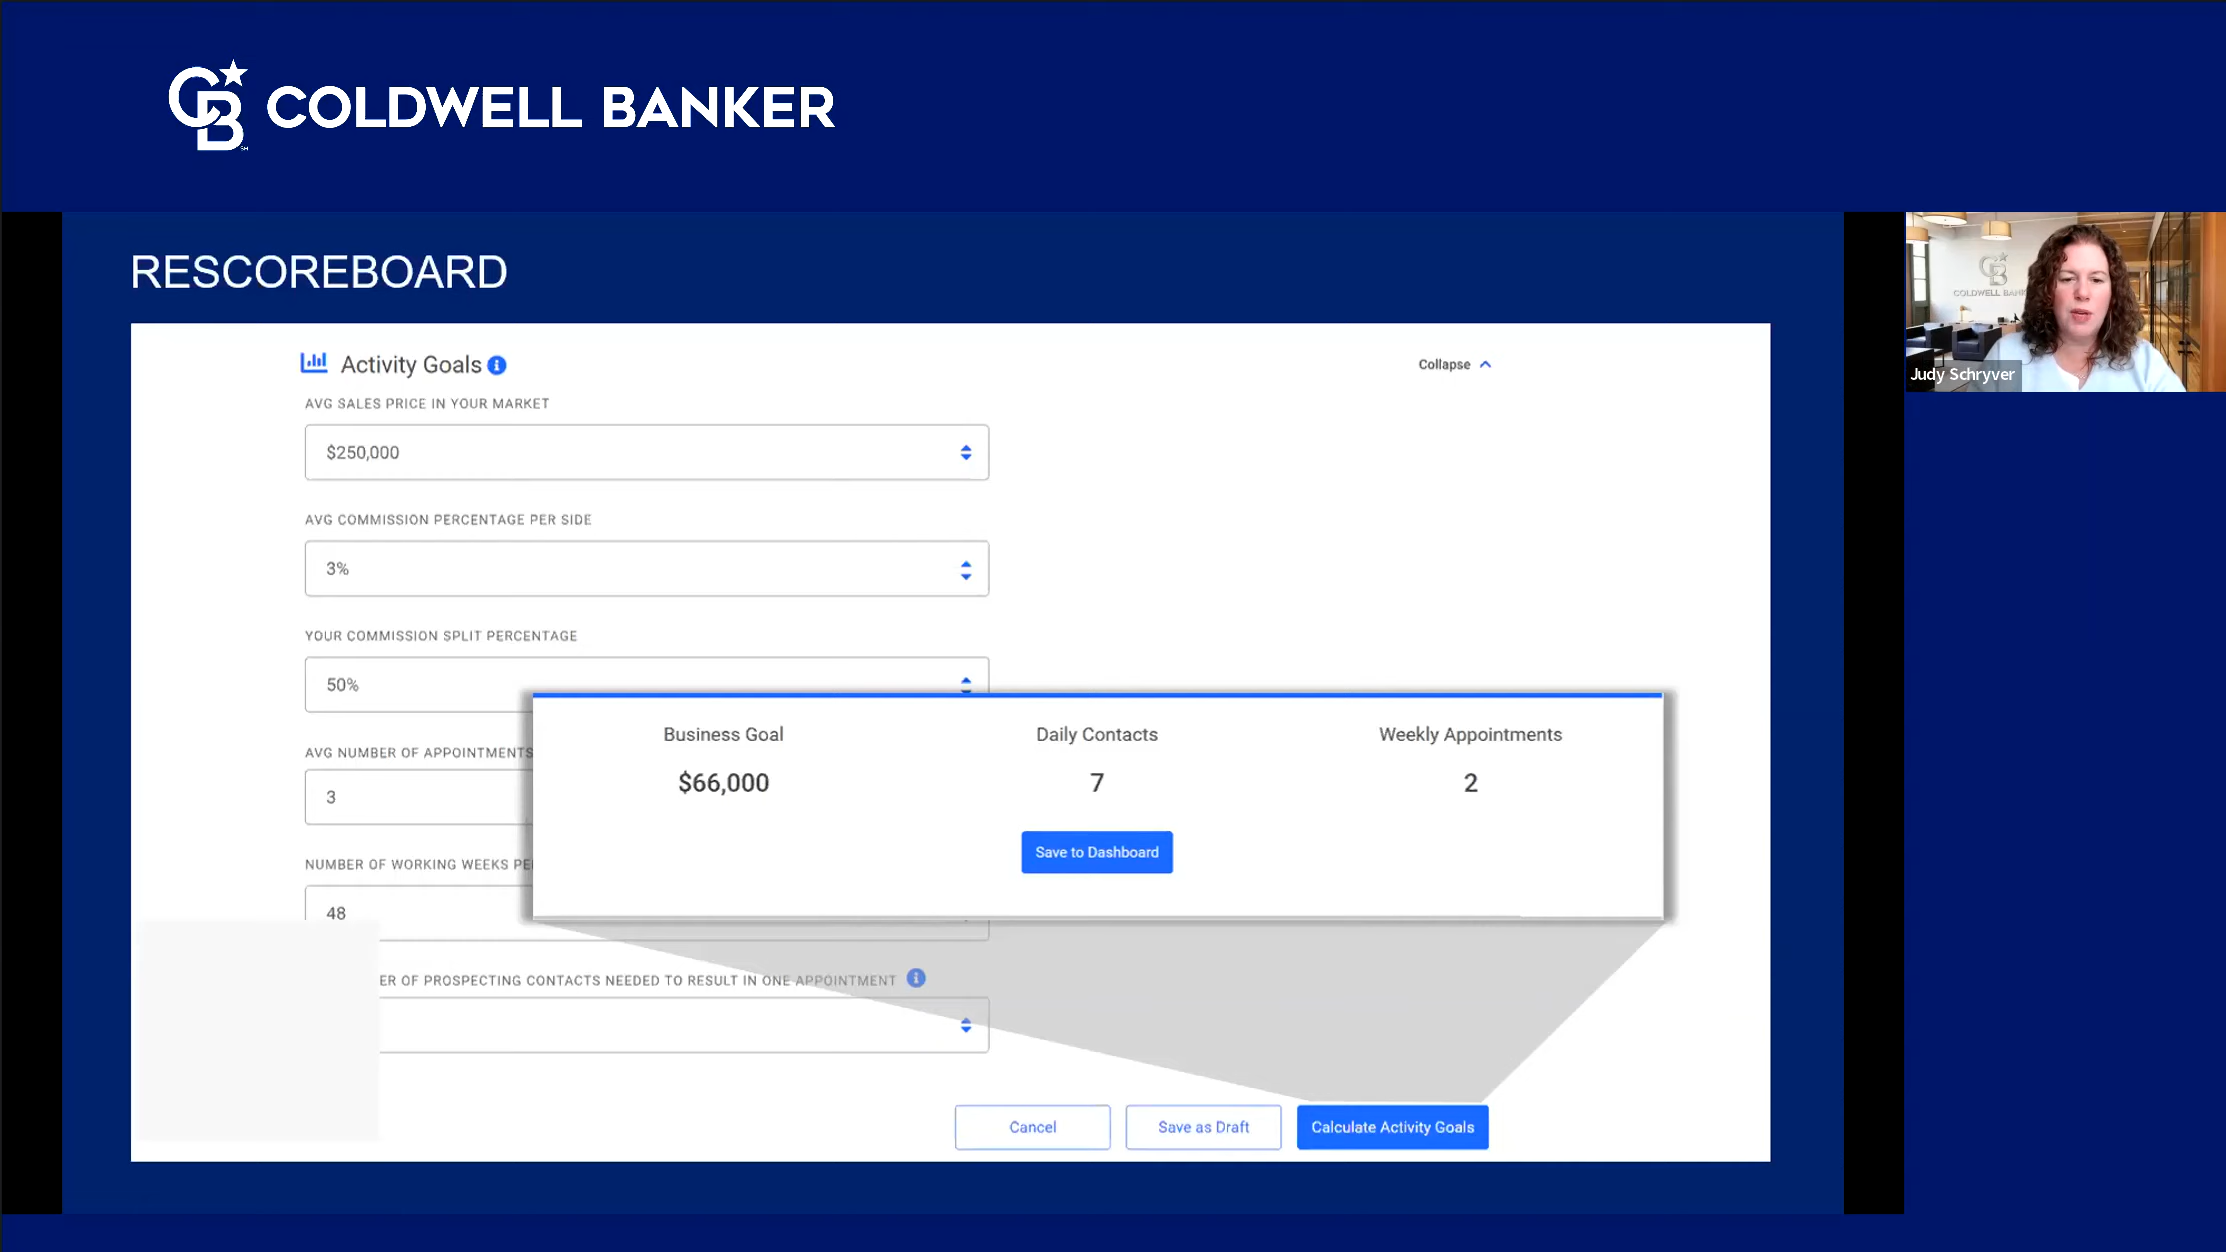 COLDWELL BANKER
RESCOREBOARD
Activity Goals
Collapse
AVG SALES PRICE IN YOUR MARKET
$250,000
AVG COMMISSION PERCENTAGE PER SIDE
3%
YOUR COMMISSION SPLIT PERCENTAGE
50%
AVG NUMBER OF APPOINTMENTS
3
NUMBER OF WORKING WEEKS PE
48
ER OF PROSPECTING CONTACTS NEEDED TO RESULT IN ONE APPOINTMENT
Business Goal
$66,000
Daily Contacts
7
Weekly Appointments
2
Save to Dashboard
Cancel
Save as Draft
Calculate Activity Goals
CB
COLDWELL BANK
Judy Schryver